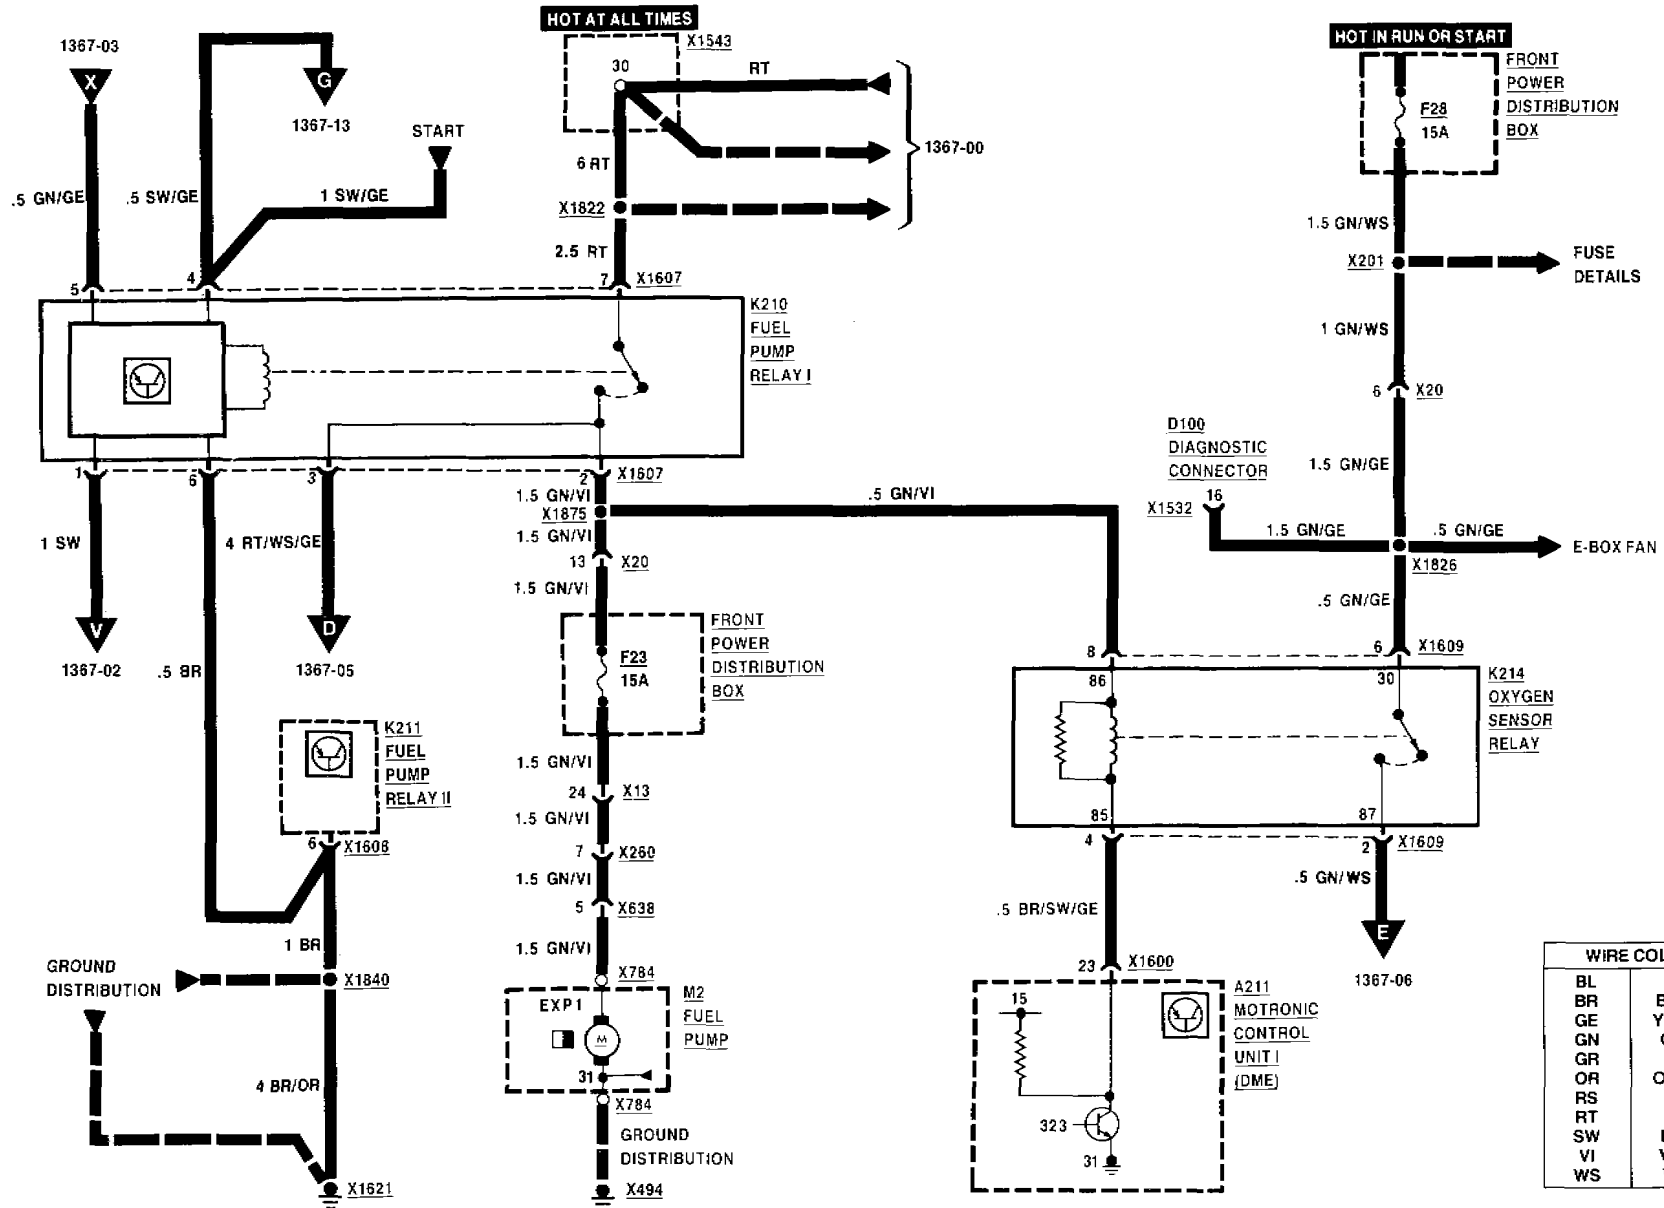 HOT AT ALL TIMES
HOT IN RUN OR START
1367-03
X
G
1367-13
START
.5 GN/GE
.5 SW/GE
1 SW/GE
X1543
30
RT
6 RT
X1822
2.5 RT
1367-00
FRONT
POWER
DISTRIBUTION
BOX
F28
15A
1.5 GN/WS
X201
FUSE
DETAILS
1 GN/WS
6
X20
5
4
7
X1607
K210
FUEL
PUMP
RELAY I
1
6
3
2
X1607
1 SW
4 RT/WS/GE
V
1367-02
D
1367-05
.5 BR
1.5 GN/VI
X1875
1.5 GN/VI
13
X20
1.5 GN/VI
.5 GN/VI
D100
DIAGNOSTIC
CONNECTOR
16
X1532
1.5 GN/GE
1.5 GN/GE
.5 GN/GE
E-BOX FAN
X1826
.5 GN/GE
FRONT
POWER
DISTRIBUTION
BOX
F23
15A
1.5 GN/VI
24
X13
1.5 GN/VI
7
X260
1.5 GN/VI
5
X638
1.5 GN/VI
X784
K211
FUEL
PUMP
RELAY II
6
X1608
1 BR
GROUND
DISTRIBUTION
X1840
4 BR/OR
X1621
EXP1
M
31
M2
FUEL
PUMP
X784
GROUND
DISTRIBUTION
X494
8
6
X1609
86
30
K214
OXYGEN
SENSOR
RELAY
85
87
4
2
X1609
.5 BR/SW/GE
.5 GN/WS
E
1367-06
23
X1600
15
A211
MOTRONIC
CONTROL
UNIT I
(DME)
323
31
WIRE COL
BL
BR
GE
GN
GR
OR
RS
RT
SW
VI
WS